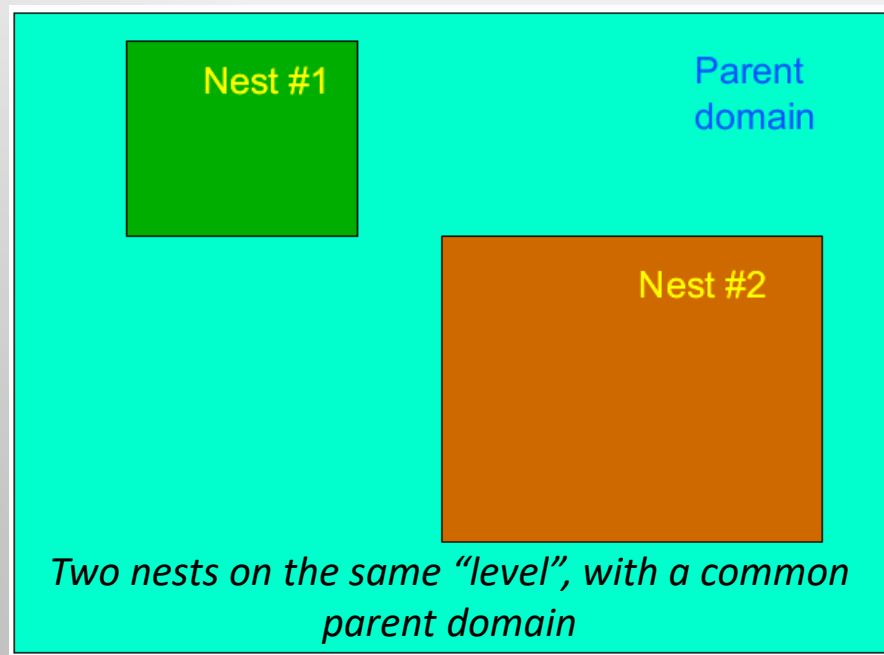 Nest #1
Parent
domain
Nest #2
Two nests on the same “level”, with a common
parent domain